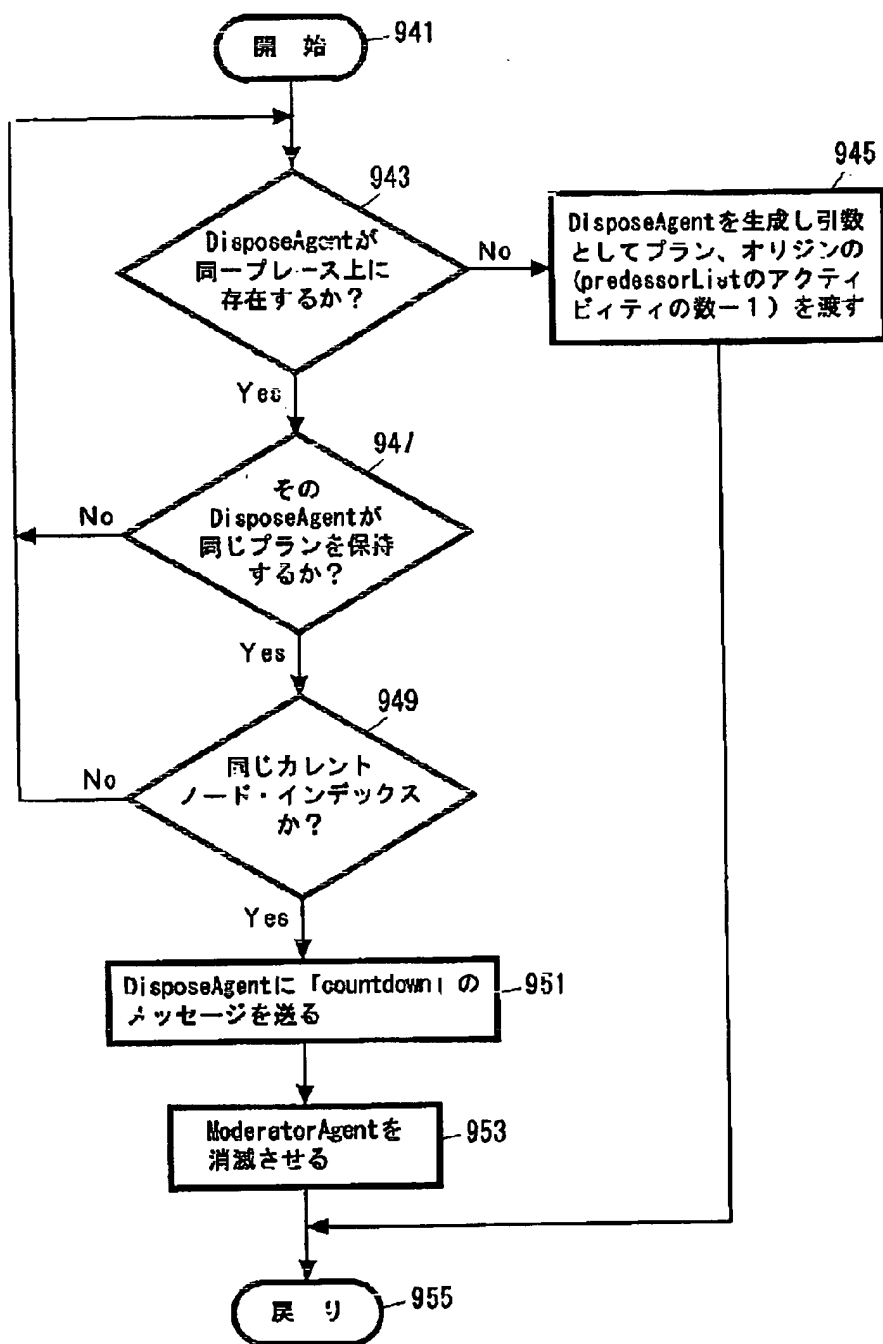 開 始
941
943
DisposeAgentが
同一プレース上に
存在するか？
No
945
DisposeAgentを生成し引数
としてプラン、オリジンの
(predessorListのアクティ
ビィティの数－1) を渡す
Yes
947
その
DisposeAgentが
同じプランを保持
するか？
No
Yes
949
同じカレント
ノード・インデックス
か？
No
Yes
DisposeAgentに「countdown」の
メッセージを送る
951
ModeratorAgentを
消滅させる
953
戻 り
955